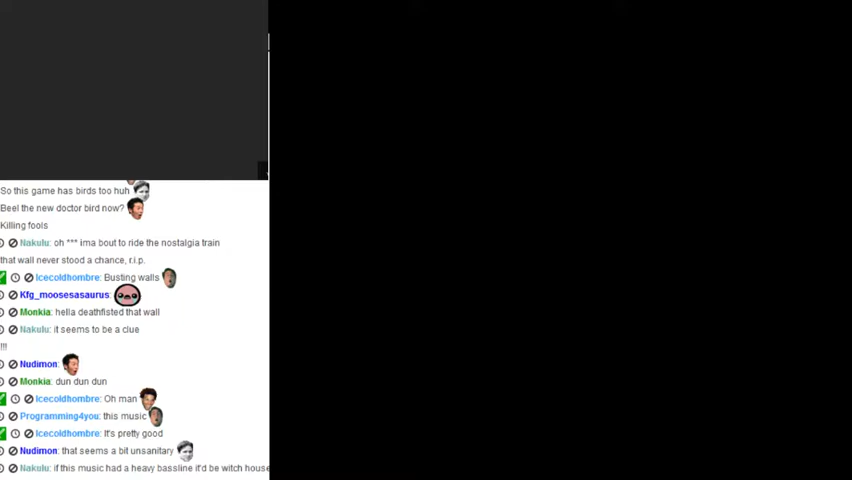 So this game has birds too huh
Beel the new doctor bird now?
Killing fools
Nakulu: oh *** ima bout to ride the nostalgia train
that wall never stood a chance, r.i.p.
Icecoldhombre: Busting walls
Kfg_moosesasaurus:
Monkia: hella deathfisted that wall
Nakulu: it seems to be a clue
!!!
Nudimon:
Monkia: dun dun dun
Icecoldhombre: Oh man
Programming4you: this music
Icecoldhombre: It's pretty good
Nudimon: that seems a bit unsanitary
Nakulu: if this music had a heavy bassline it'd be witch house